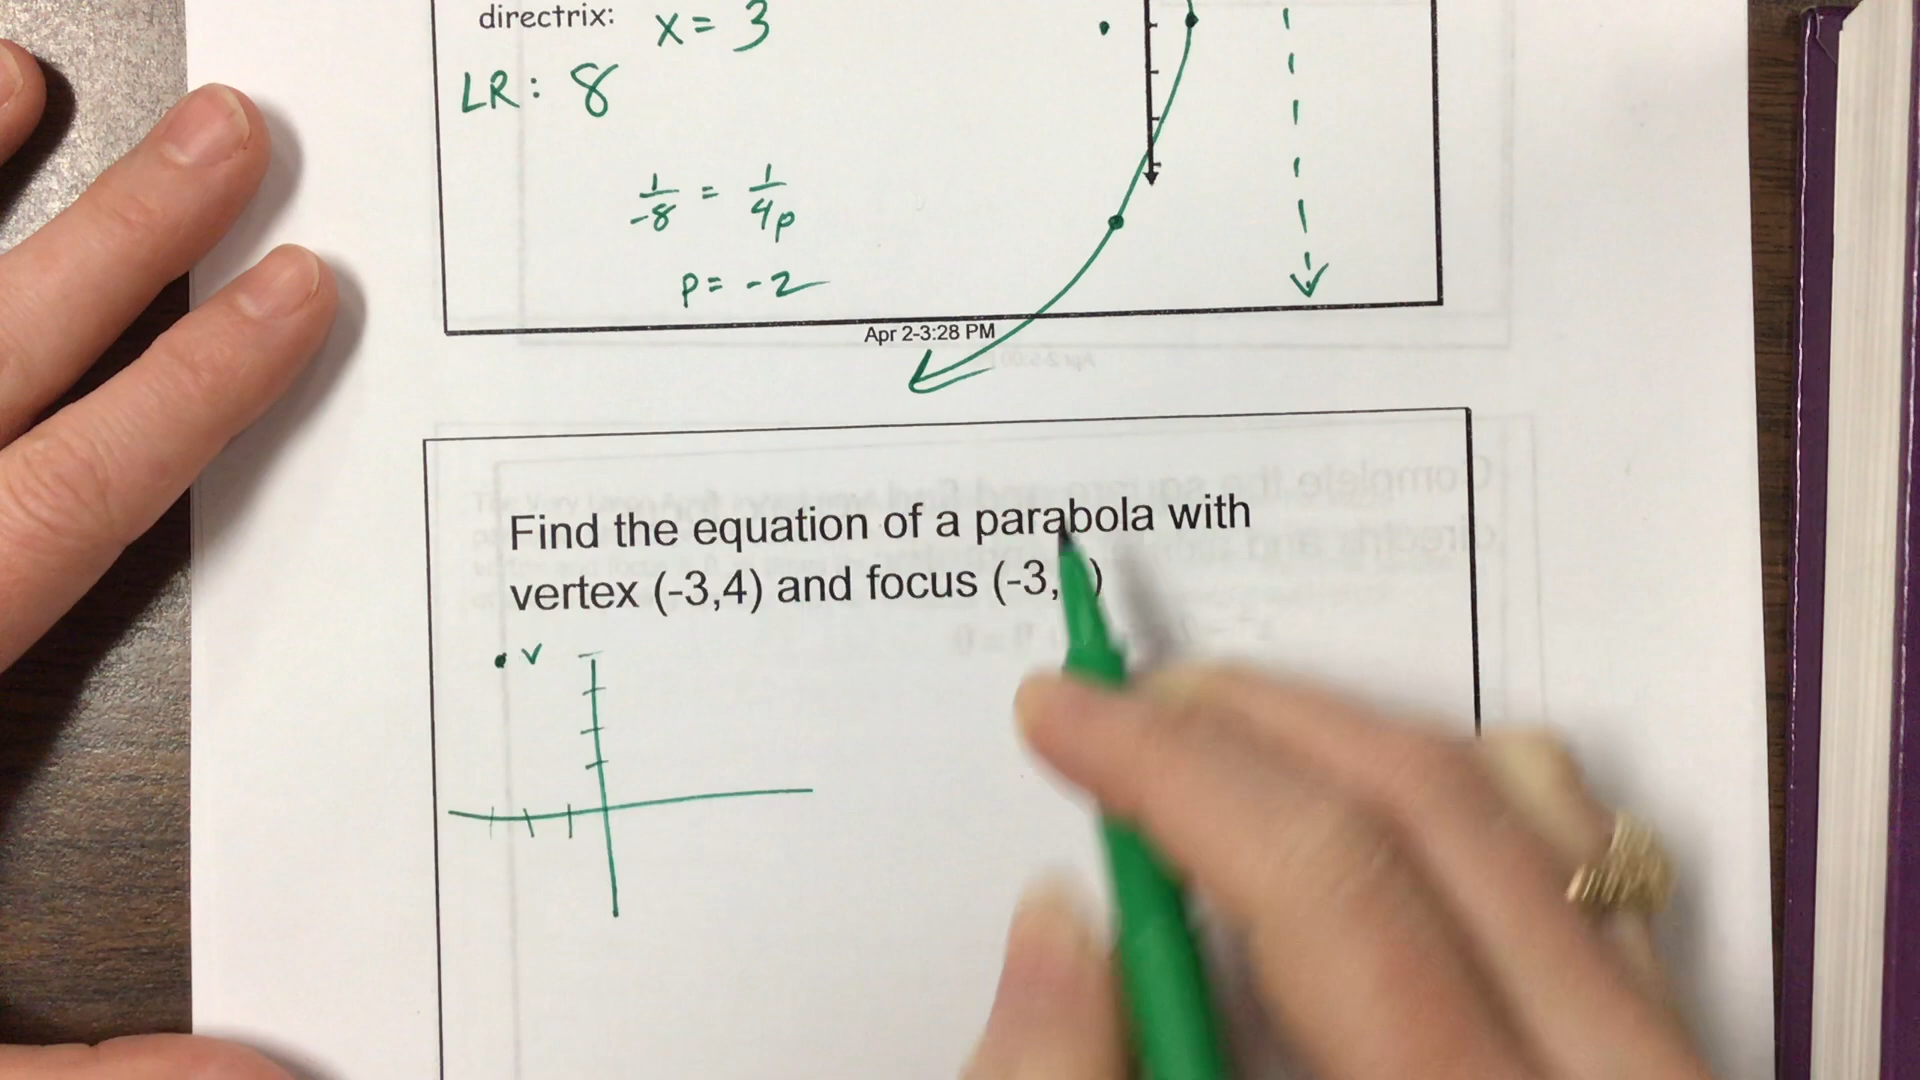 directrix: x = 3
LR: 8
1/-8 = 1/4p
p = -2
Apr 2-3:28 PM
Find the equation of a parabola with
vertex (-3,4) and focus (-3, )
V